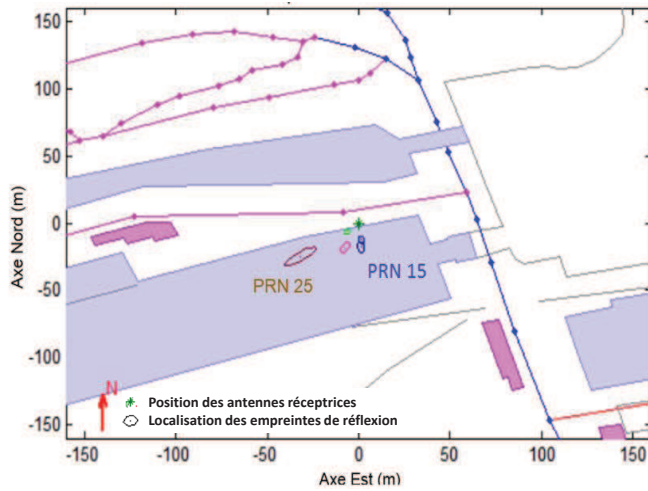 150
100
50
0
-50
-100
-150
Axe Nord (m)
PRN 25
PRN 15
N
Position des antennes réceptrices
Localisation des empreintes de réflexion
-150 -100 -50 0 50 100 150
Axe Est (m)